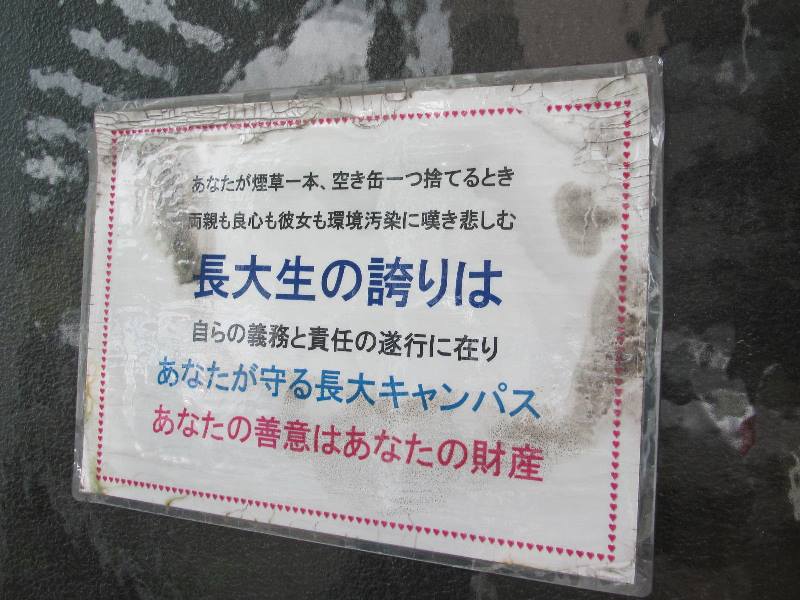 あなたが煙草一本、空き缶一つ捨てるとき
両親も良心も彼女も環境汚染に嘆き悲しむ
長大生の誇りは
自らの義務と責任の遂行に在り
あなたが守る長大キャンパス
あなたの善意はあなたの財産